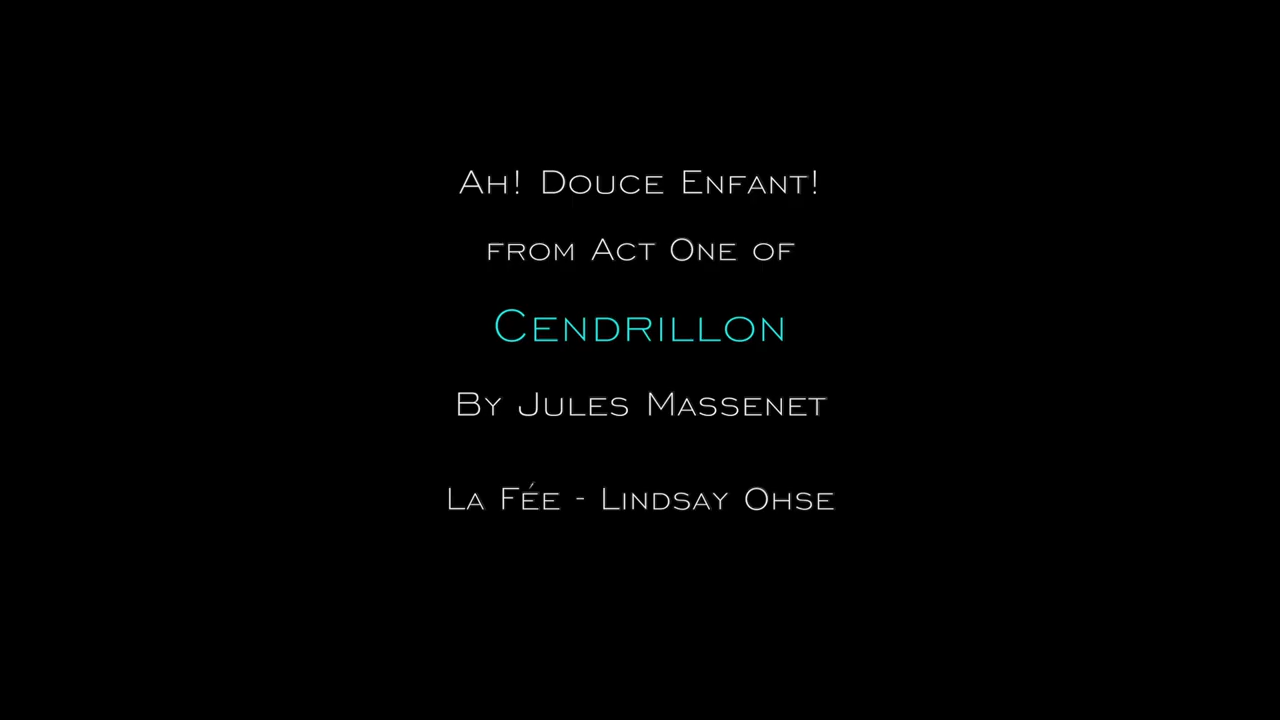 Ah! Douce Enfant!
from Act One of
Cendrillon
By Jules Massenet
La Fée - Lindsay Ohse